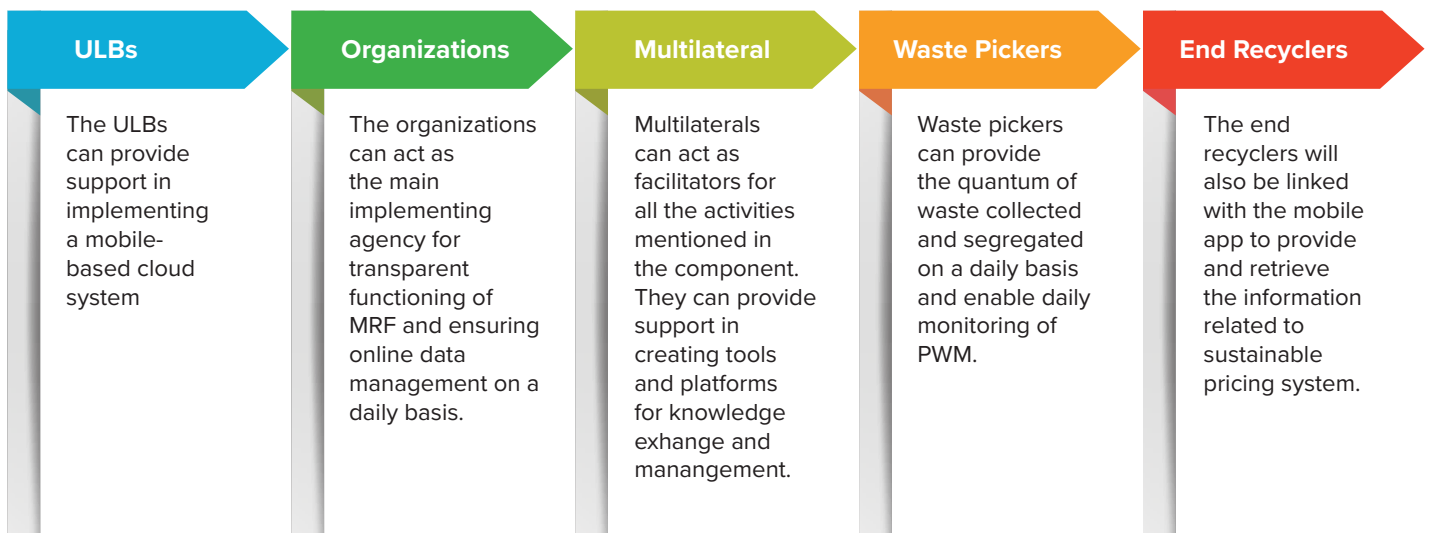 ULBs
The ULBs
can provide
support in
implementing
a mobile-
based cloud
system
Organizations
The organizations
can act as
the main
implementing
agency for
transparent
functioning of
MRF and ensuring
online data
management on a
daily basis.
Multilateral
Multilaterals
can act as
facilitators for
all the activities
mentioned in
the component.
They can provide
support in
creating tools
and platforms
for knowledge
exhange and
manangement.
Waste Pickers
Waste pickers
can provide
the quantum of
waste collected
and segregated
on a daily basis
and enable daily
monitoring of
PWM.
End Recyclers
The end
recyclers will
also be linked
with the mobile
app to provide
and retrieve
the information
related to
sustainable
pricing system.